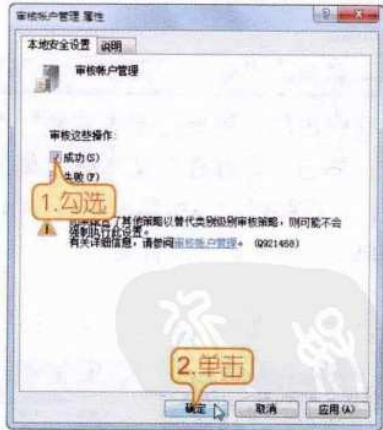 审核帐户管理 属性
本地安全设置 说明
审核帐户管理
审核这些操作:
成功(S)
失败(F)
1.勾选
了其他策略以替代类别级别审核策略，则可能不会
强制执行此设置。
有关详细信息，请参阅审核帐户管理。 (Q921468)
2.单击
确定 取消 应用(A)